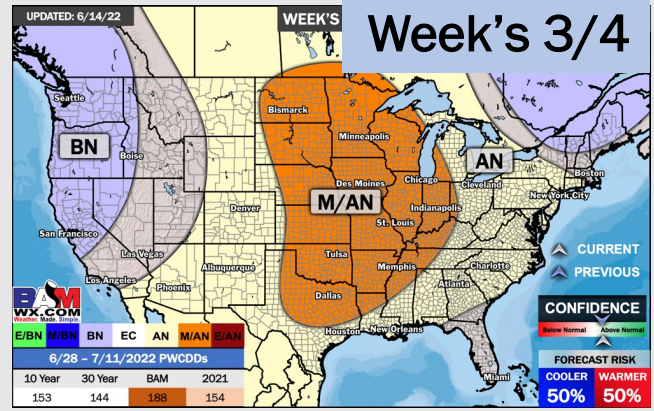 UPDATED: 6/14/22
WEEK'S
Week's 3/4
Seattle
Bismarck
Minneapolis
BN
Boise
AN
Boston
Des Moines
Chicago
Cleveland
New York City
M/AN
Denver
Indianapolis
St. Louis
San Francisco
Las Vegas
Tulsa
CURRENT
Los Angeles
Albuquerque
Memphis
Charlotte
PREVIOUS
Phoenix
Atlanta
Dallas
BAM
WX.COM
Weather. Made. Simple.
CONFIDENCE
Houston
New Orleans
Below Normal
Above Normal
E/BN M/BN BN EC AN M/AN E/AN
6/28 – 7/11/2022 PWCDDs
FORECAST RISK
10 Year 30 Year BAM 2021
Miami
COOLER WARMER
153 144 188 154
50% 50%